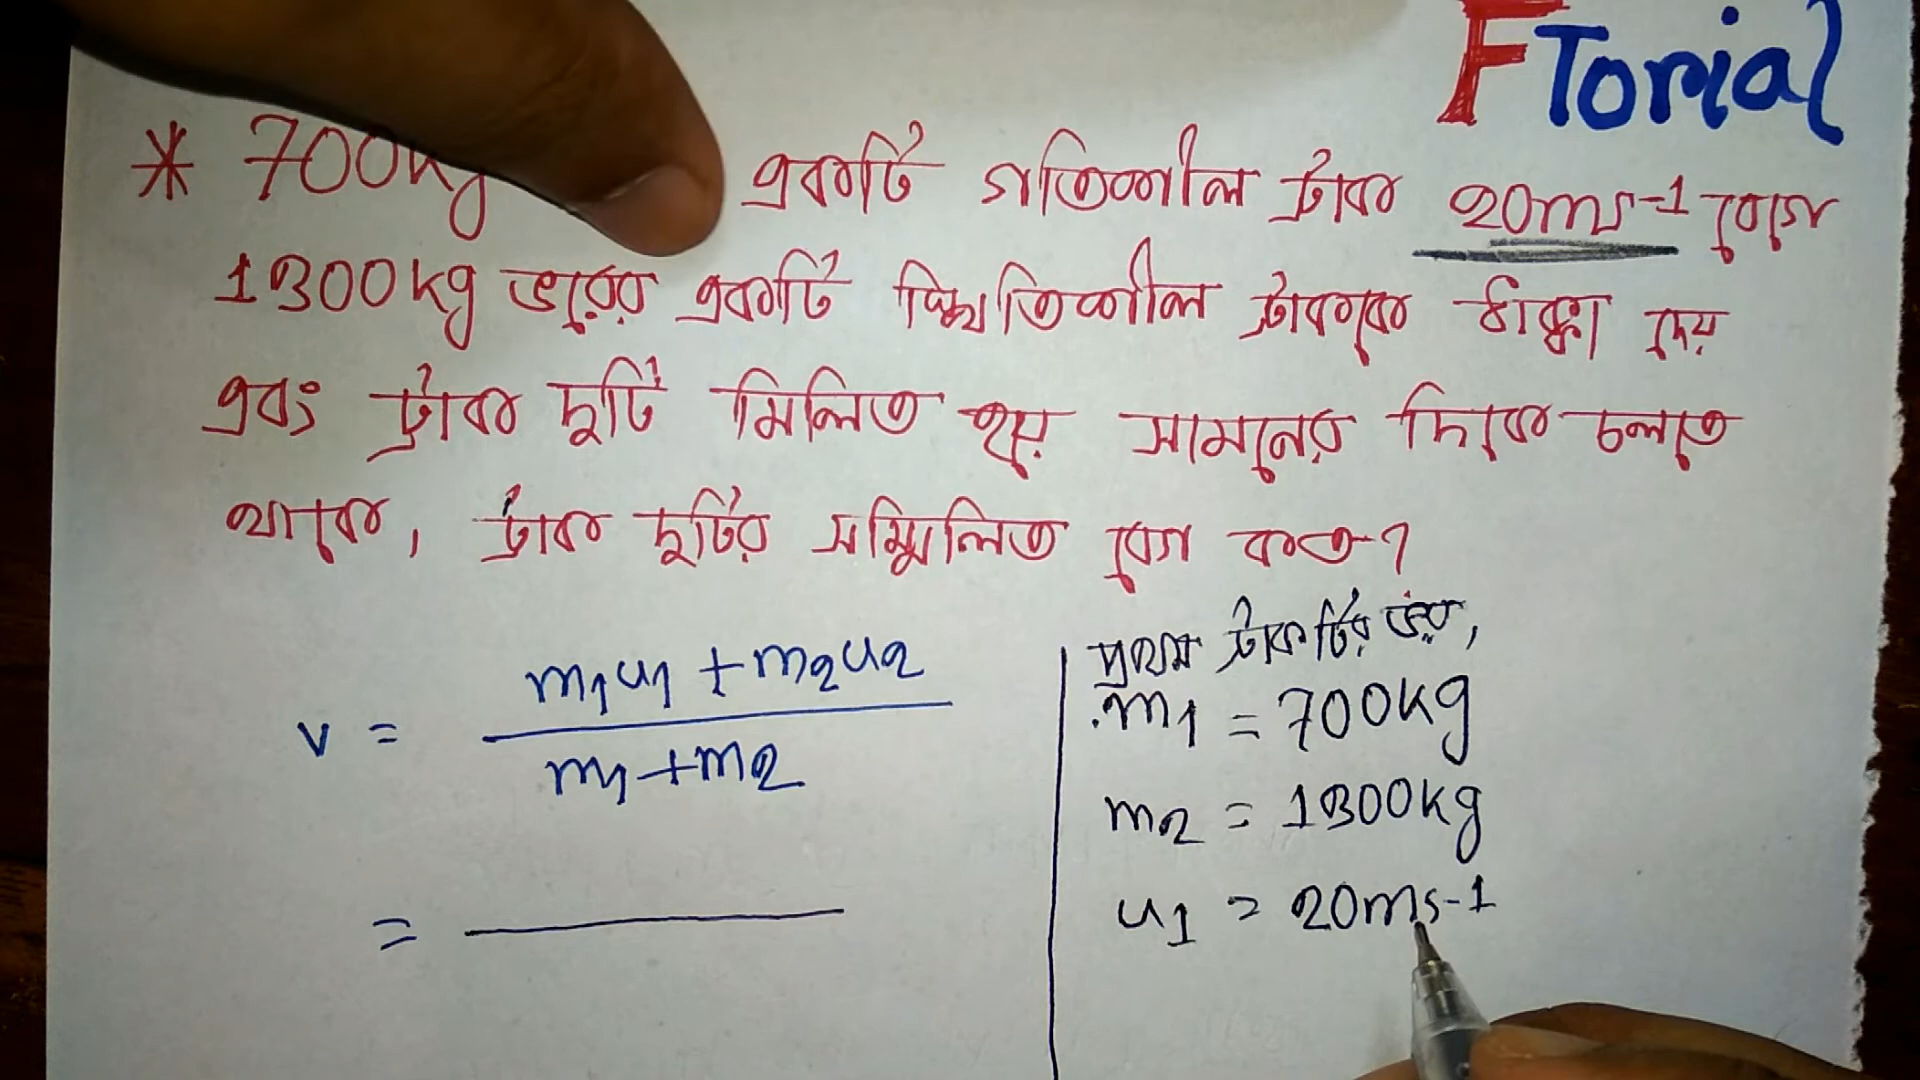 FTorial
* 700kg একটি গতিশীল ট্রাক 20ms-1 বেগে
1300kg ভরের একটি স্থিতিশীল ট্রাককে ধাক্কা দেয়
এবং ট্রাক দুটি মিলিত হয়ে সামনের দিকে চলতে
থাকে, ট্রাক দুটির সম্মিলিত বেগ কত?
v = m1u1 + m2u2
m1 + m2
=
প্রথম ট্রাকটির ভর,
m1 = 700kg
m2 = 1300kg
u1 = 20ms-1